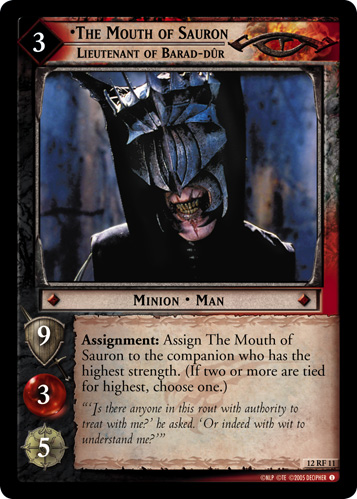 3
•The Mouth of Sauron
Lieutenant of Barad-dûr
Minion • Man
9
3
5
Assignment: Assign The Mouth of
Sauron to the companion who has the
highest strength. (If two or more are tied
for highest, choose one.)
“‘Is there anyone in this rout with authority to
treat with me?’ he asked. ‘Or indeed with wit to
understand me?’”
12 RF 11
©NLP ©TE ©2005 DECIPHER